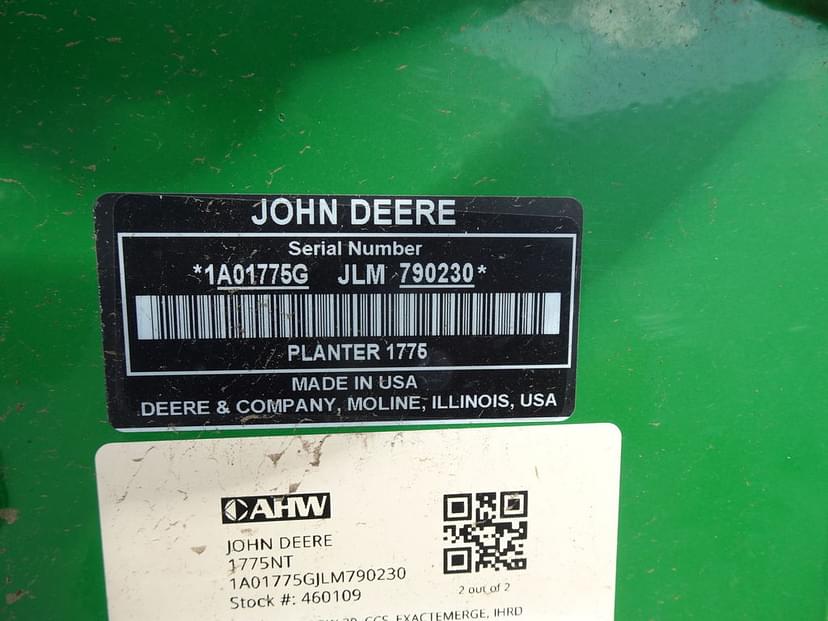 JOHN DEERE
Serial Number
*1A01775G JLM 790230*
PLANTER 1775
MADE IN USA
DEERE & COMPANY, MOLINE, ILLINOIS, USA
AHW
JOHN DEERE
1775NT
1A01775GJLM790230
Stock #: 460109
2 out of 2
CCS, EXACTEMERGE, IHRD